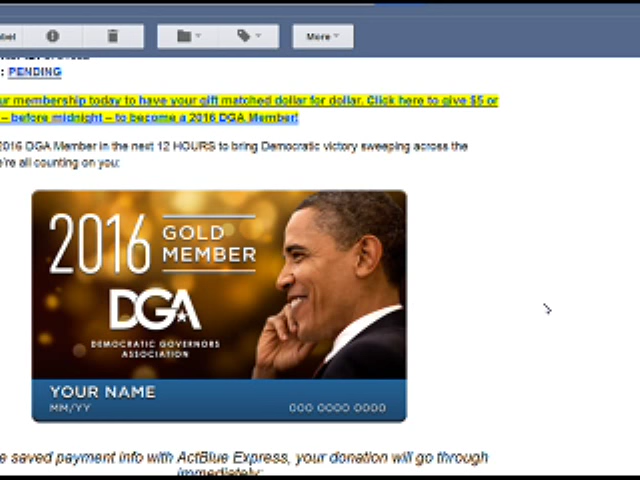 More
: PENDING
ur membership today to have your gift matched dollar for dollar. Click here to give $5 or
– before midnight – to become a 2016 DGA Member!
2016 DGA Member in the next 12 HOURS to bring Democratic victory sweeping across the
e're all counting on you:
2016 GOLD
MEMBER
DGA
DEMOCRATIC GOVERNORS
ASSOCIATION
YOUR NAME
MM/YY 000 0000 0000
e saved payment info with ActBlue Express, your donation will go through
immediately: